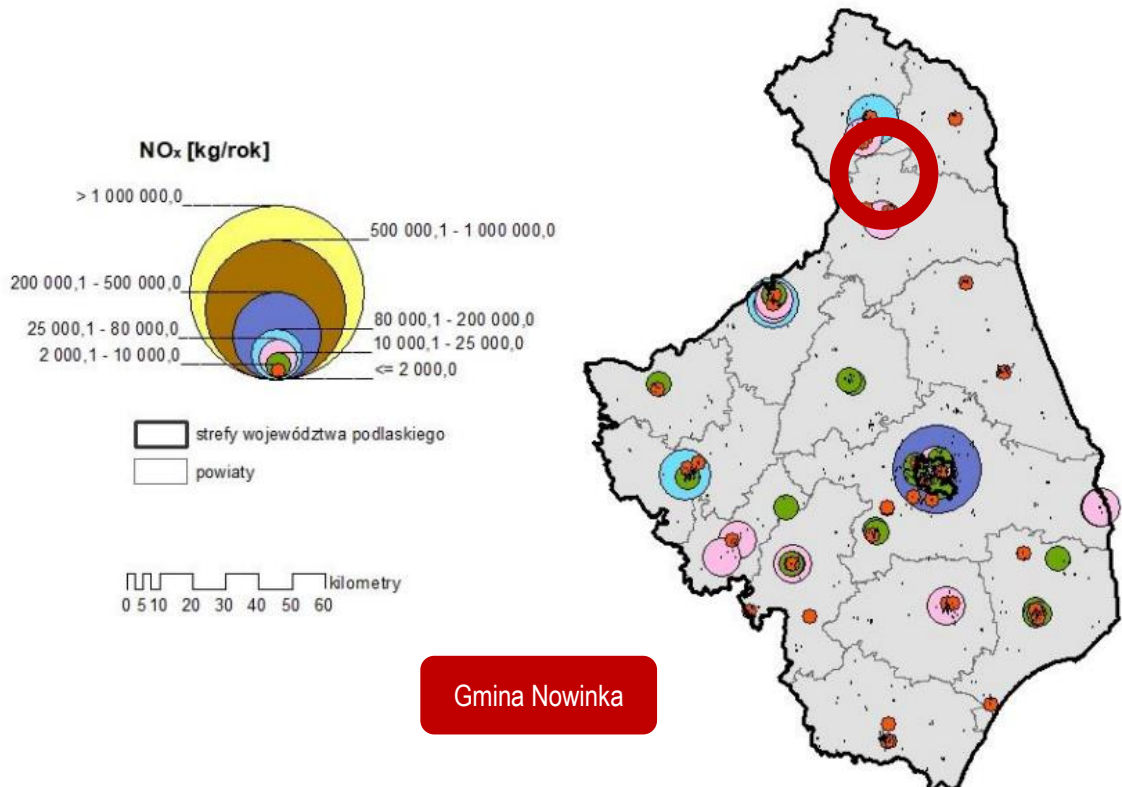 NOx [kg/rok]
> 1 000 000,0
500 000,1 - 1 000 000,0
200 000,1 - 500 000,0
80 000,1 - 200 000,0
25 000,1 - 80 000,0
10 000,1 - 25 000,0
2 000,1 - 10 000,0
<= 2 000,0
strefy województwa podlaskiego
powiaty
kilometry
0 5 10 20 30 40 50 60
Gmina Nowinka